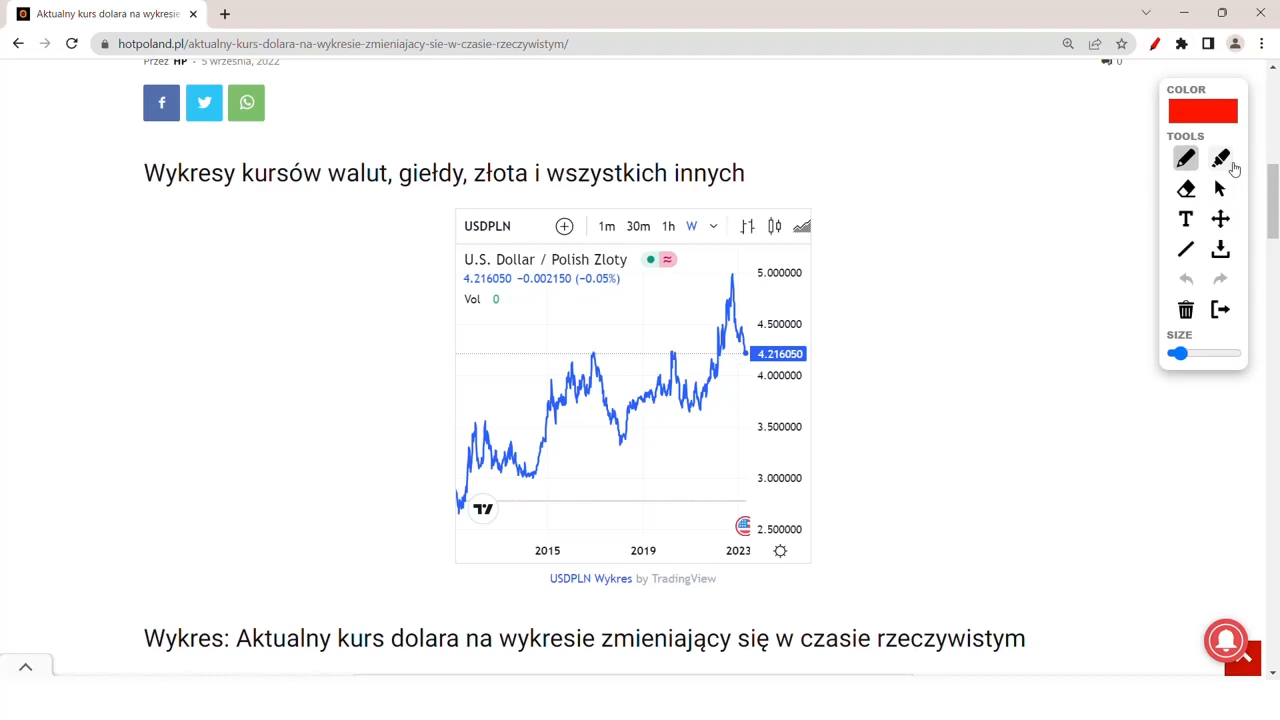 Aktualny kurs dolara na wykresie
hotpoland.pl/aktualny-kurs-dolara-na-wykresie-zmieniajacy-sie-w-czasie-rzeczywistym/
Przez HP - 5 września, 2022
0
COLOR
TOOLS
T
SIZE
Wykresy kursów walut, giełdy, złota i wszystkich innych
USDPLN
1m 30m 1h W
U.S. Dollar / Polish Zloty
4.216050 −0.002150 (−0.05%)
Vol 0
5.000000
4.500000
4.216050
4.000000
3.500000
3.000000
2.500000
2015 2019 2023
USDPLN Wykres by TradingView
Wykres: Aktualny kurs dolara na wykresie zmieniający się w czasie rzeczywistym